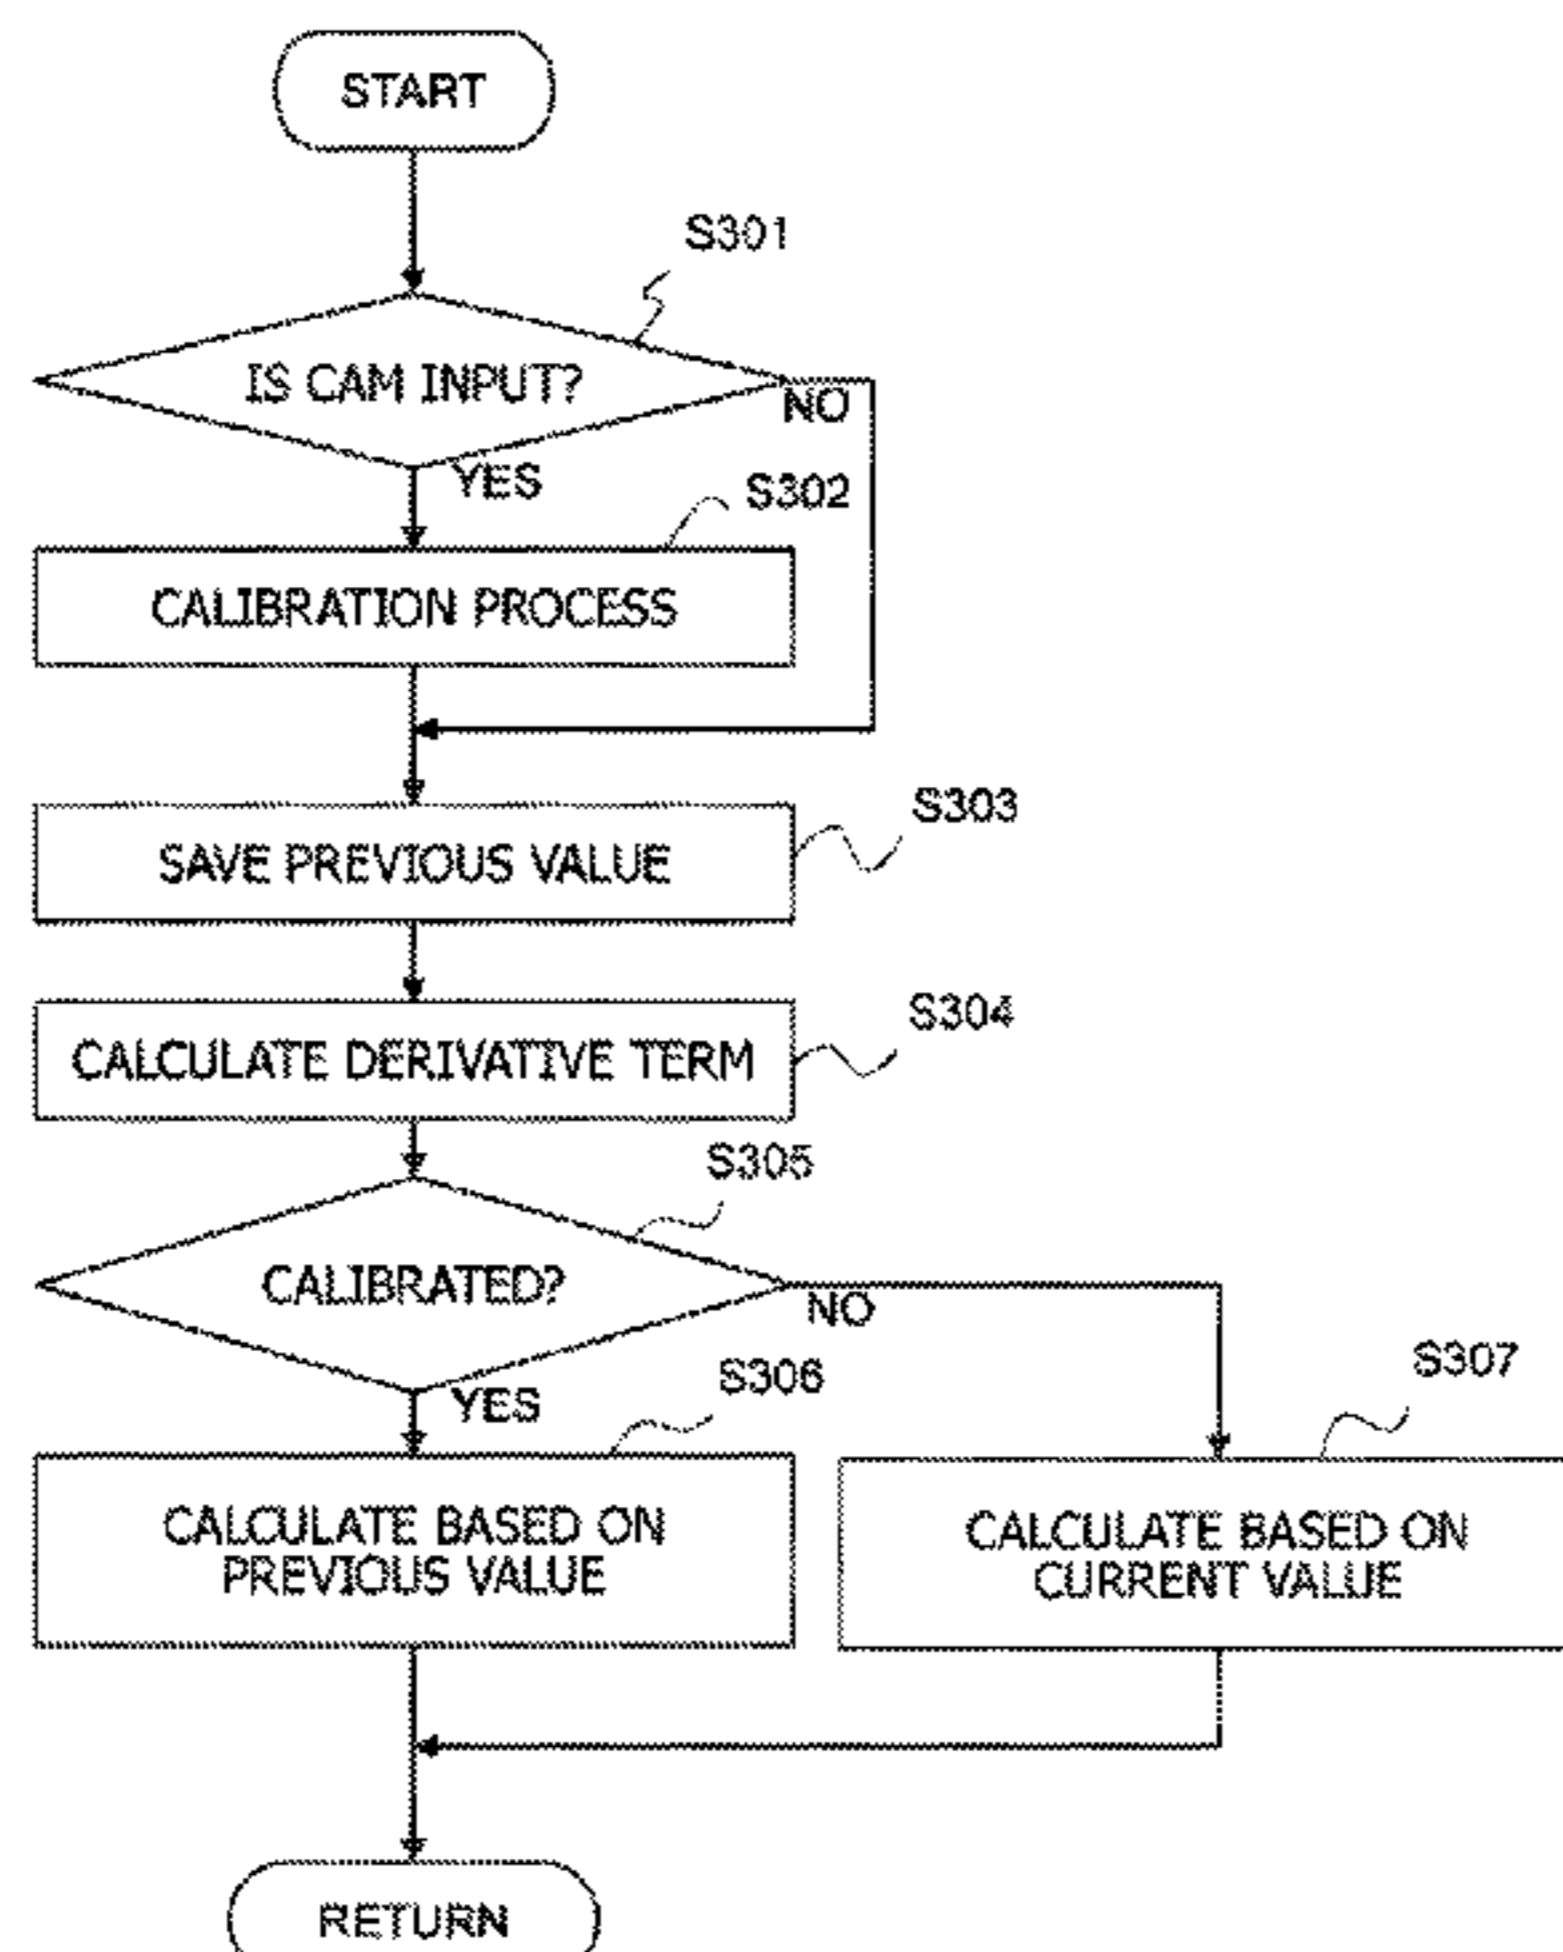 START
S301
IS CAM INPUT?
NO
YES
S302
CALIBRATION PROCESS
S303
SAVE PREVIOUS VALUE
S304
CALCULATE DERIVATIVE TERM
S305
CALIBRATED?
NO
YES
S306
S307
CALCULATE BASED ON
PREVIOUS VALUE
CALCULATE BASED ON
CURRENT VALUE
RETURN